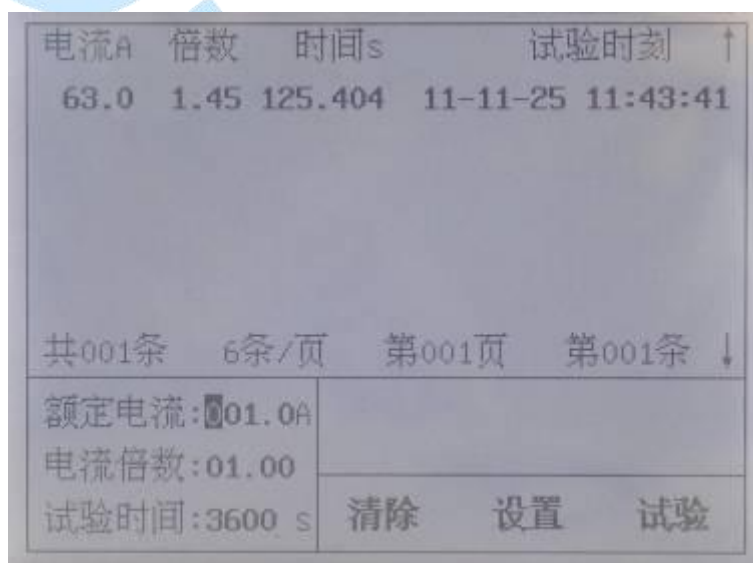 电流A 倍数 时间s 试验时刻 ↑
63.0 1.45 125.404 11-11-25 11:43:41
共001条 6条/页 第001页 第001条 ↓
额定电流:001.0A
电流倍数:01.00
试验时间:3600 s
清除 设置 试验